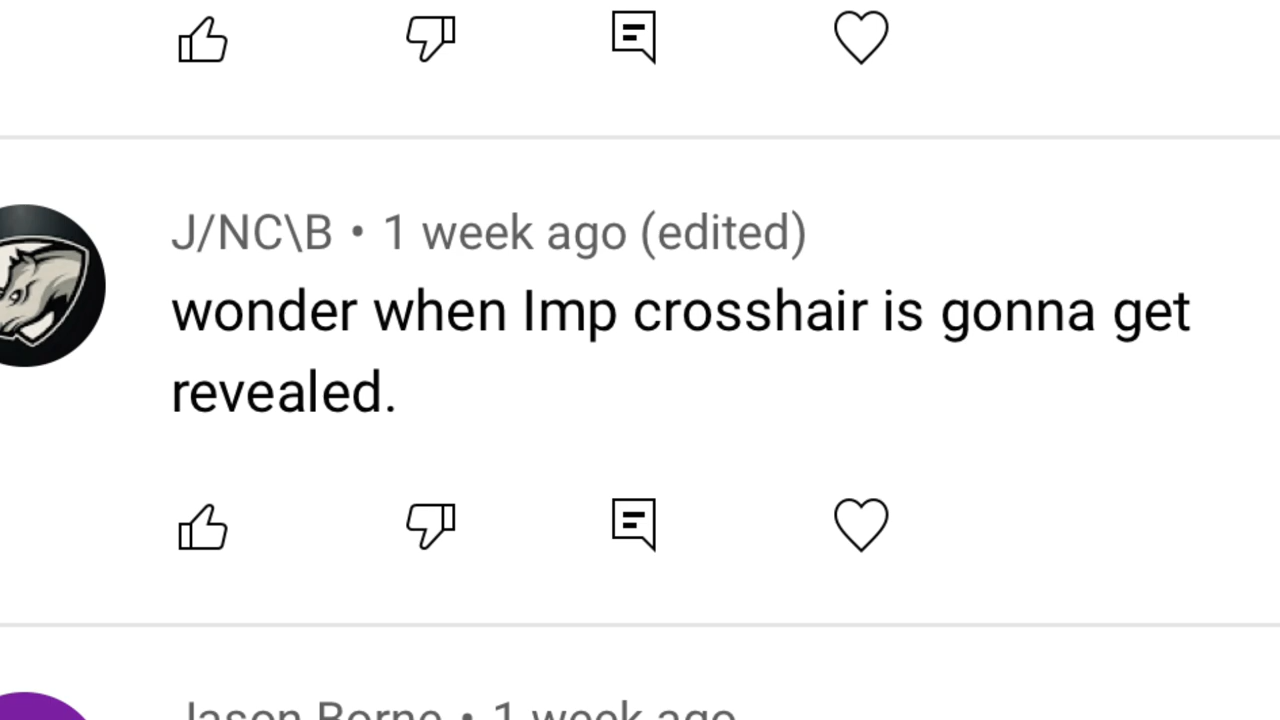 J/NC\B • 1 week ago (edited)
wonder when Imp crosshair is gonna get
revealed.
Jason Borne • 1 week ago